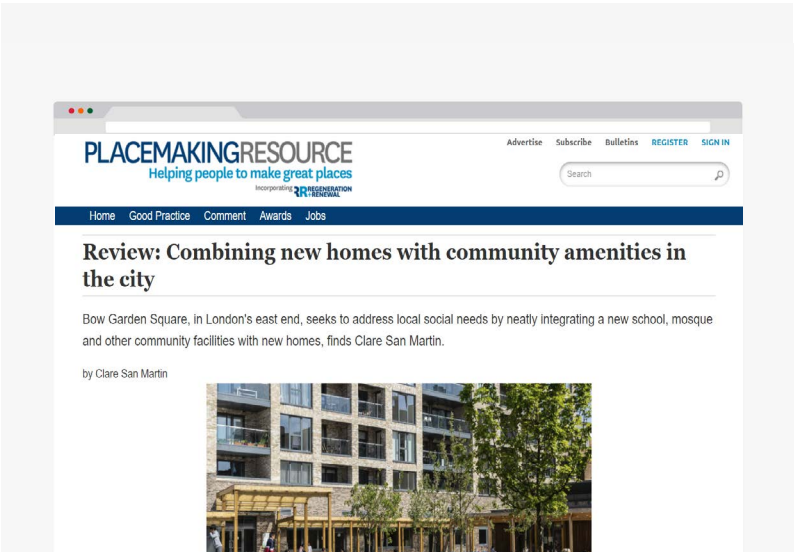 Advertise Subscribe Bulletins REGISTER SIGN IN
PLACEMAKINGRESOURCE
Helping people to make great places
Incorporating RR REGENERATION
+RENEWAL
Search
Home Good Practice Comment Awards Jobs
Review: Combining new homes with community amenities in
the city
Bow Garden Square, in London's east end, seeks to address local social needs by neatly integrating a new school, mosque
and other community facilities with new homes, finds Clare San Martin.
by Clare San Martin